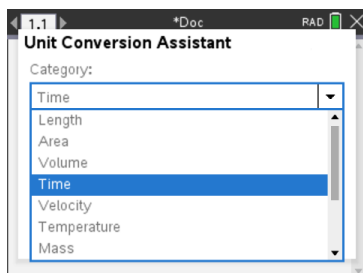 1.1 *Doc RAD
Unit Conversion Assistant
Category:
Time
Length
Area
Volume
Time
Velocity
Temperature
Mass